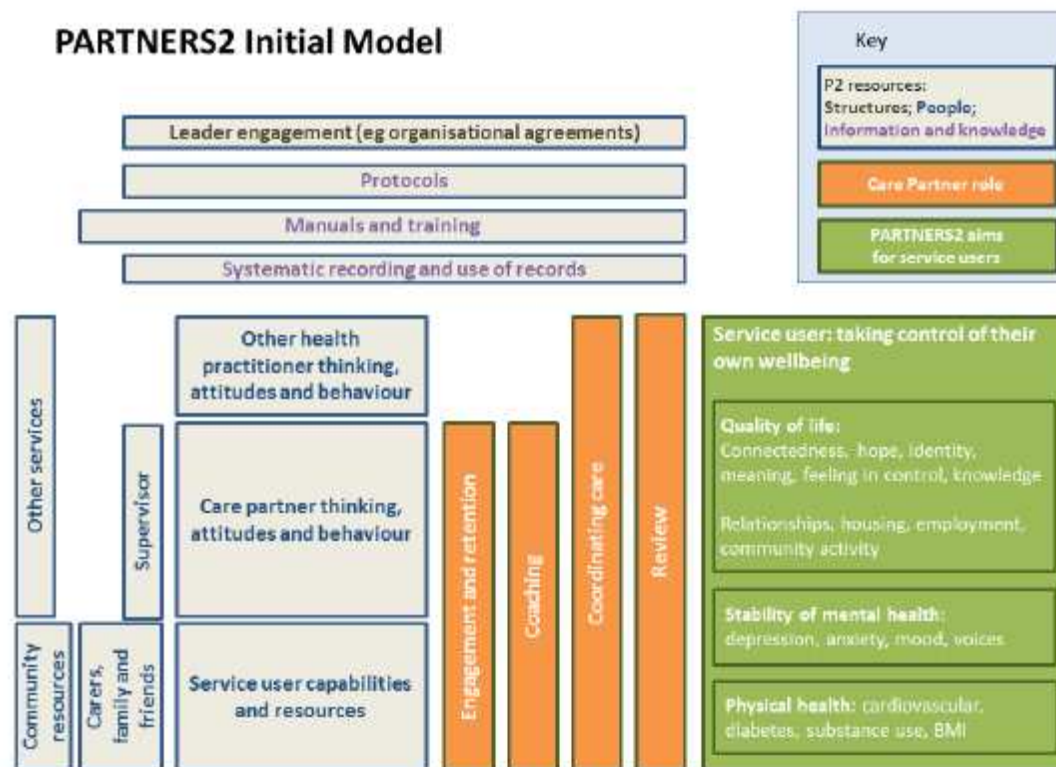 PARTNERS2 Initial Model
Key
P2 resources:
Structures; People;
Information and knowledge
Care Partner role
PARTNERS2 aims
for service users
Leader engagement (eg organisational agreements)
Protocols
Manuals and training
Systematic recording and use of records
Other services
Community
resources
Carers,
family and
friends
Supervisor
Other health
practitioner thinking,
attitudes and behaviour
Care partner thinking,
attitudes and behaviour
Service user capabilities
and resources
Engagement and retention
Coaching
Coordinating care
Review
Service user: taking control of their
own wellbeing
Quality of life:
Connectedness, hope, identity,
meaning, feeling in control, knowledge
Relationships, housing, employment,
community activity
Stability of mental health:
depression, anxiety, mood, voices
Physical health: cardiovascular,
diabetes, substance use, BMI